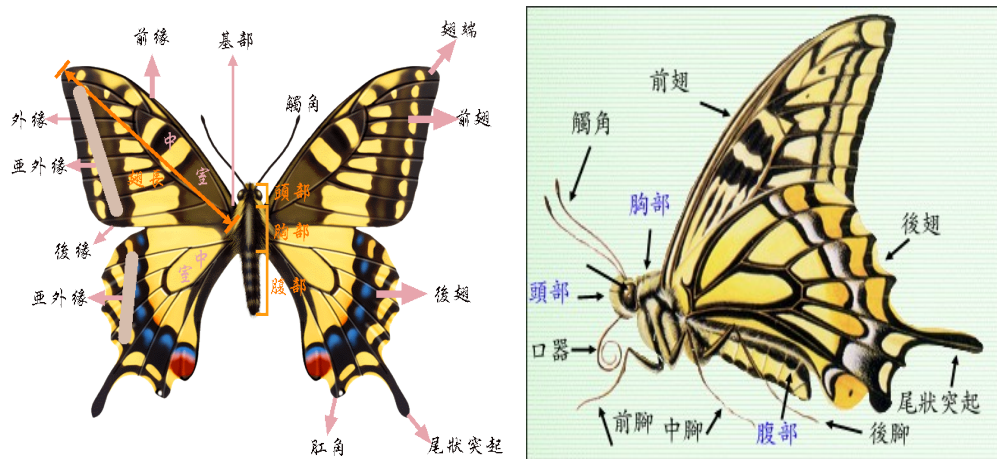 前緣
基部
翅端
觸角
前翅
外緣
中
室
亞外緣
翅長
頭部
胸部
後緣
中
室
亞外緣
腹部
後翅
肛角
尾狀突起
前翅
觸角
胸部
後翅
頭部
口器
尾狀突起
前腳
中腳
腹部
後腳